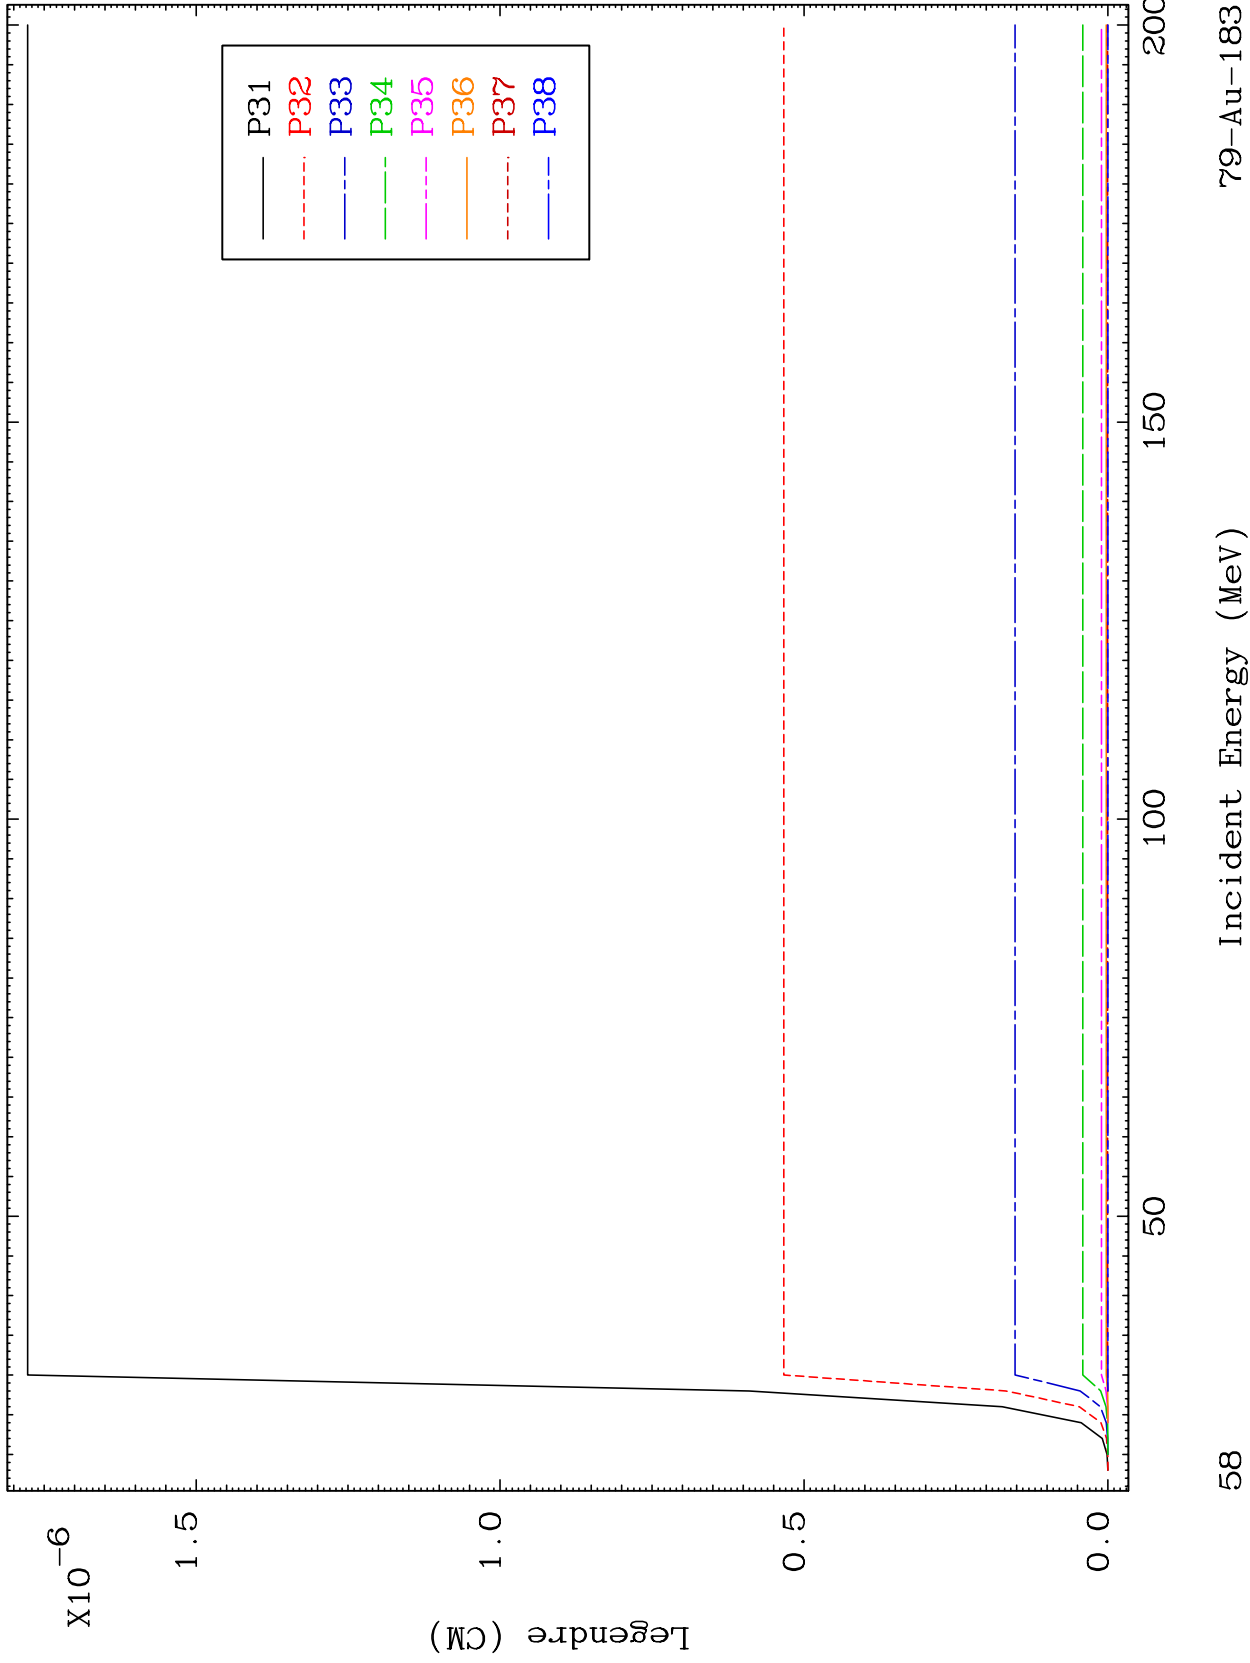 X10-6
1.5
1.0
0.5
0.0
Legendre (CM)
P31
P32
P33
P34
P35
P36
P37
P38
50
100
150
200
Incident Energy (MeV)
58
79-Au-183